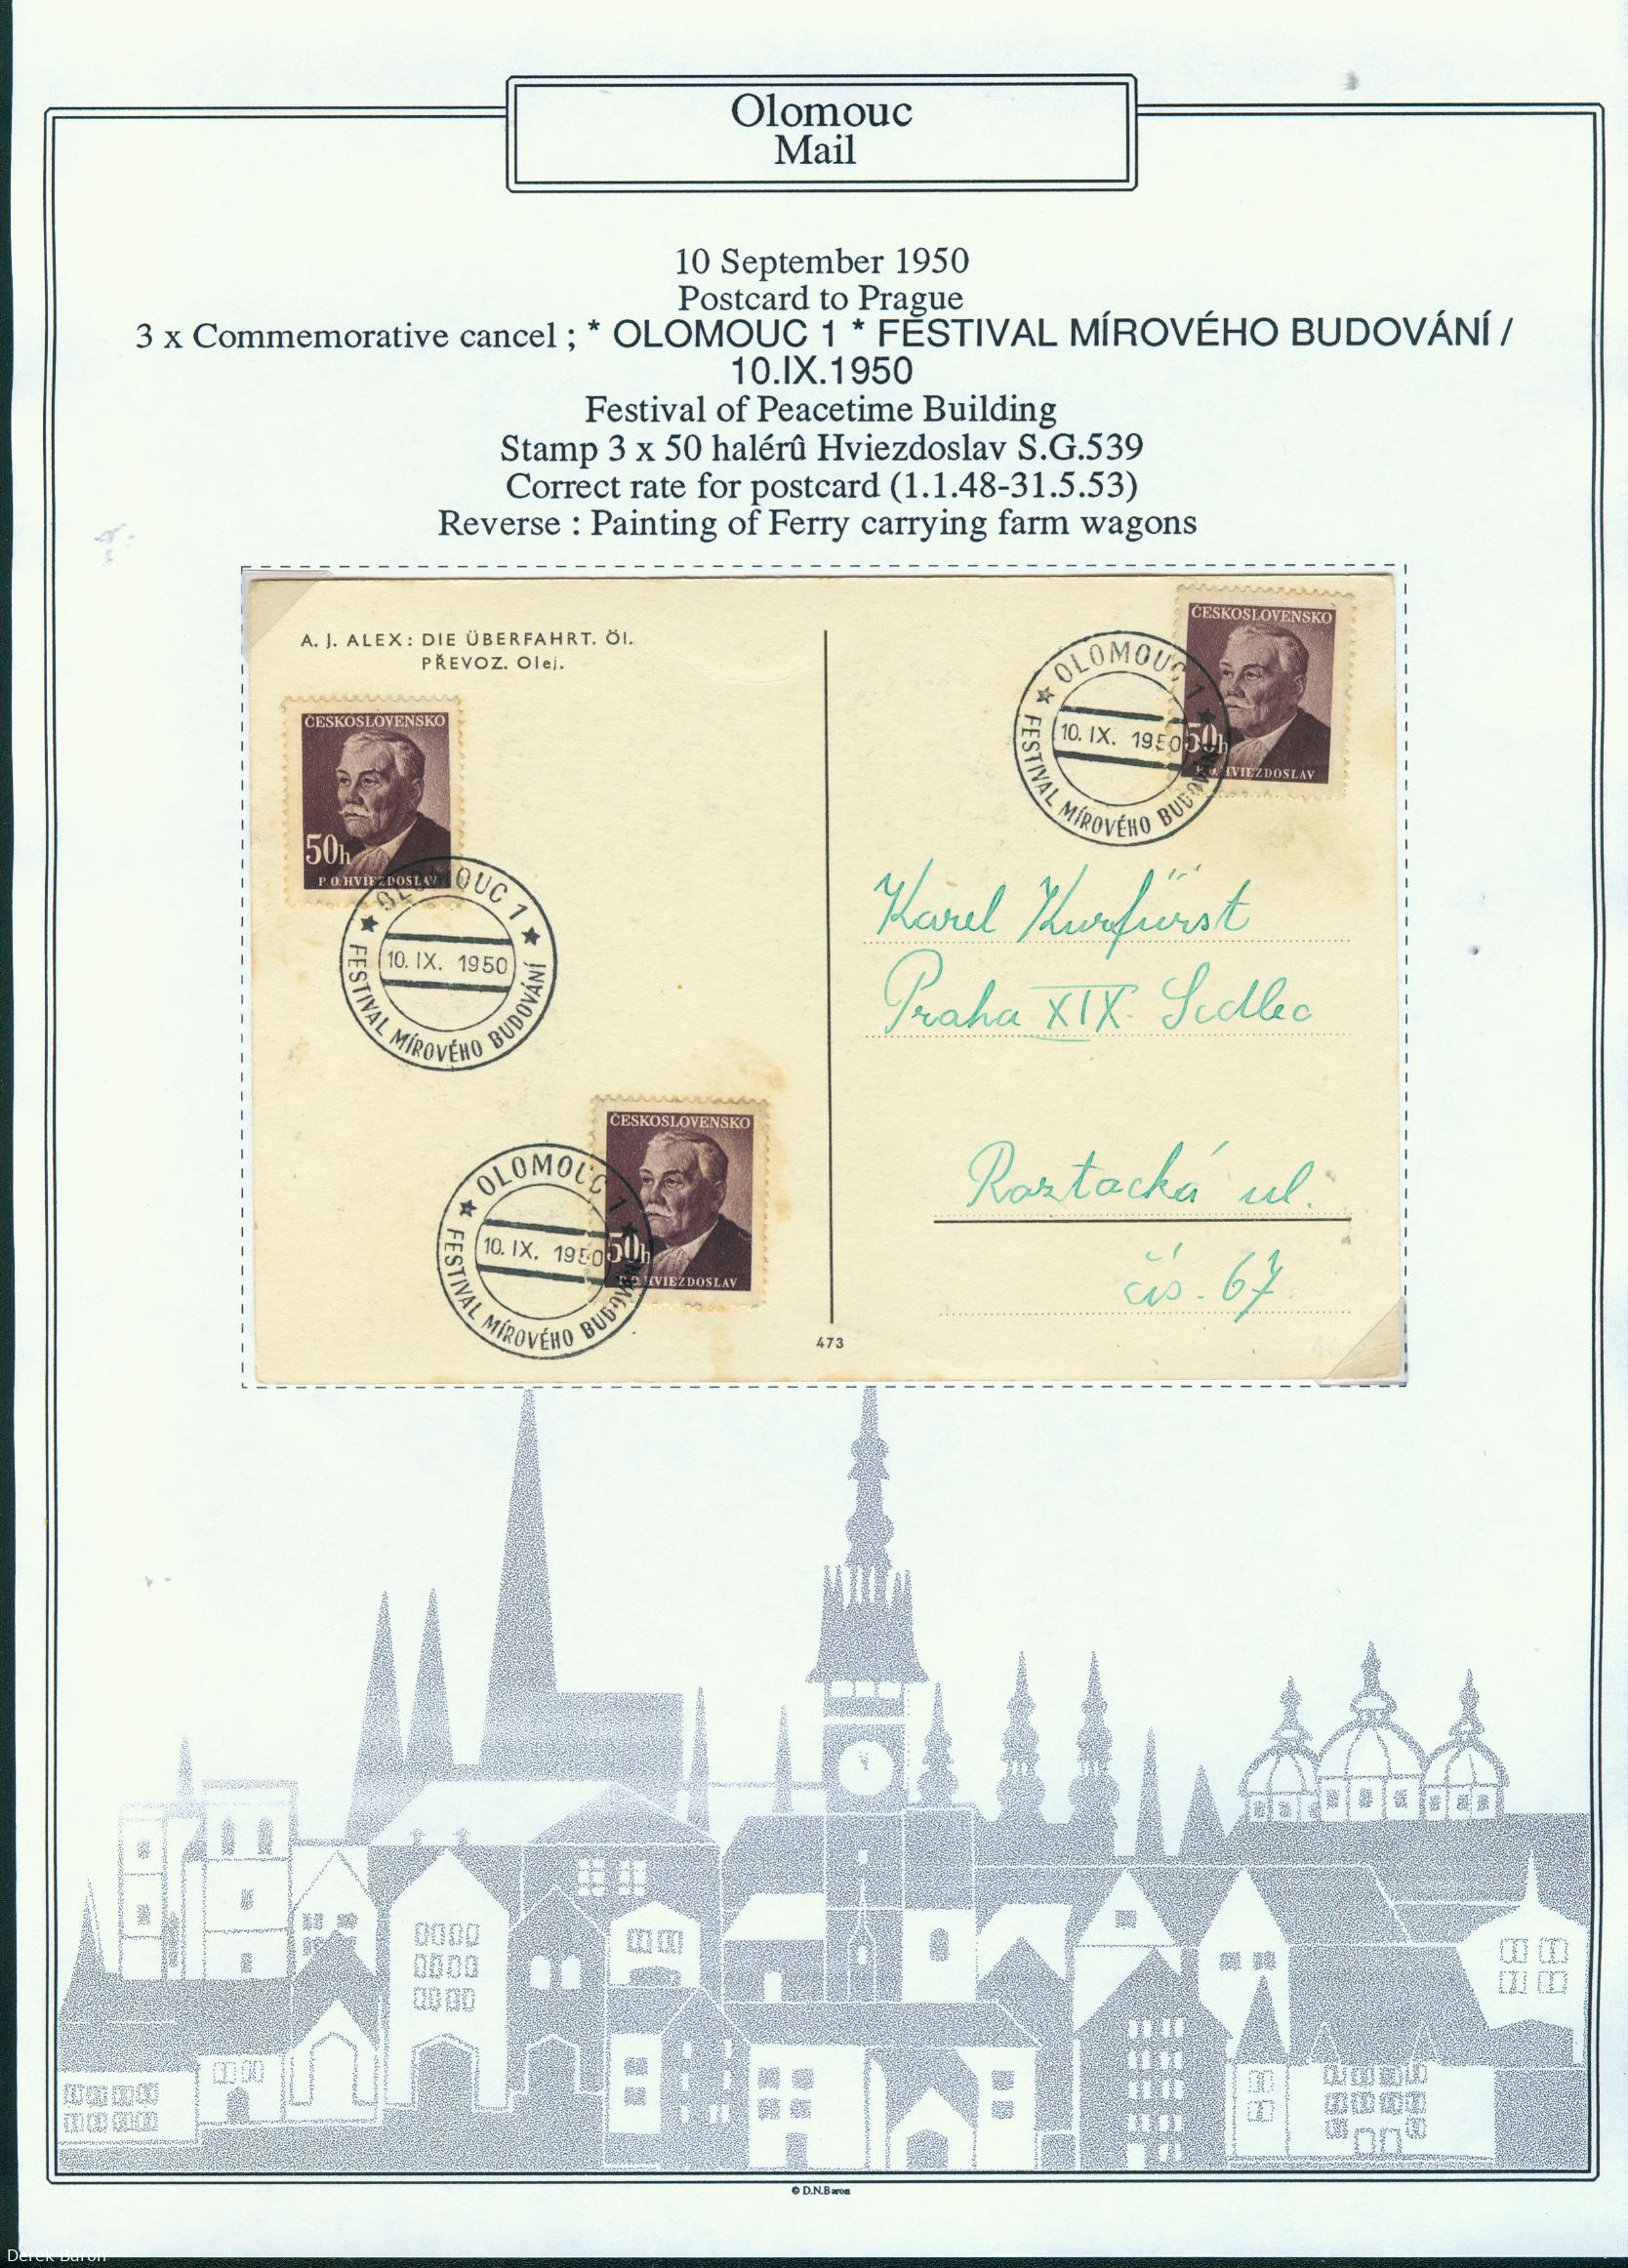 Olomouc
Mail
10 September 1950
Postcard to Prague
3 x Commemorative cancel ; * OLOMOUC 1 * FESTIVAL MÍROVÉHO BUDOVÁNÍ /
10.IX.1950
Festival of Peacetime Building
Stamp 3 x 50 halérû Hviezdoslav S.G.539
Correct rate for postcard (1.1.48-31.5.53)
Reverse : Painting of Ferry carrying farm wagons
A. J. ALEX: DIE ÜBERFAHRT. Öl.
PŘEVOZ. Olej.
ČESKOSLOVENSKO
50h
P.O.HVIEZDOSLAV
★ OLOMOUC 1 ★
10. IX. 1950
FESTIVAL MÍROVÉHO BUDOVÁNÍ
ČESKOSLOVENSKO
50h
P.O.HVIEZDOSLAV
★ OLOMOUC 1 ★
10. IX. 1950
FESTIVAL MÍROVÉHO BUDOVÁNÍ
473
ČESKOSLOVENSKO
50h
P.O.HVIEZDOSLAV
★ OLOMOUC 1 ★
10. IX. 1950
FESTIVAL MÍROVÉHO BUDOVÁNÍ
Karel Kurfürst
Praha XIX. Sedlec
Roztocká ul.
čís. 67
© D.N.Baron
Derek Baron